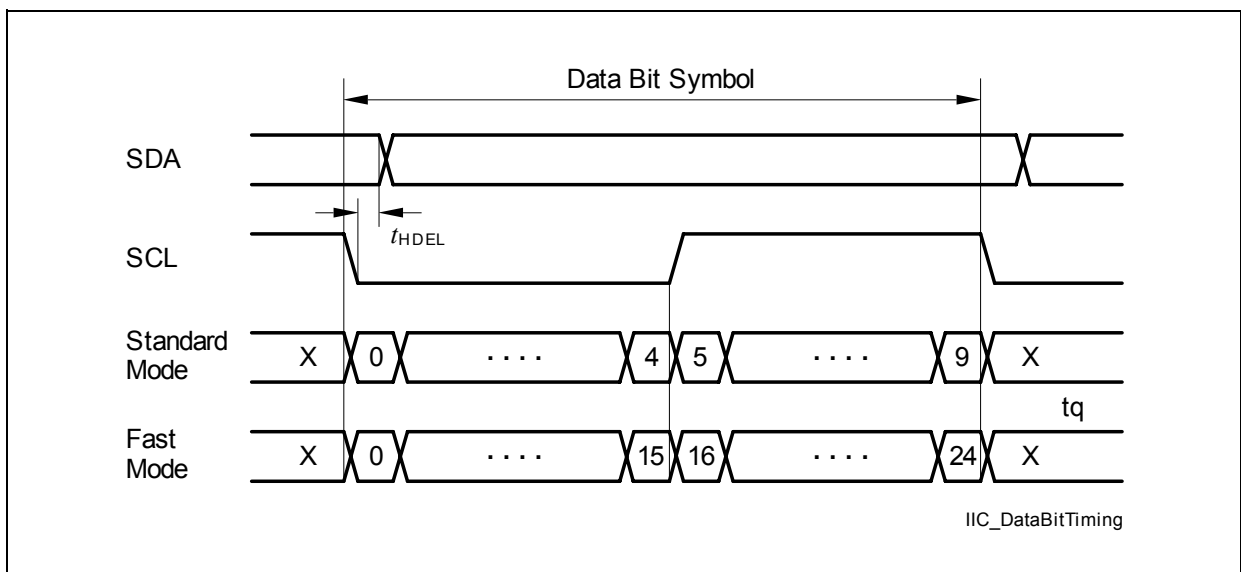 Data Bit Symbol
SDA
tHDEL
SCL
Standard
Mode
X 0 .... 4 5 .... 9 X
tq
Fast
Mode
X 0 .... 15 16 .... 24 X
IIC_DataBitTiming